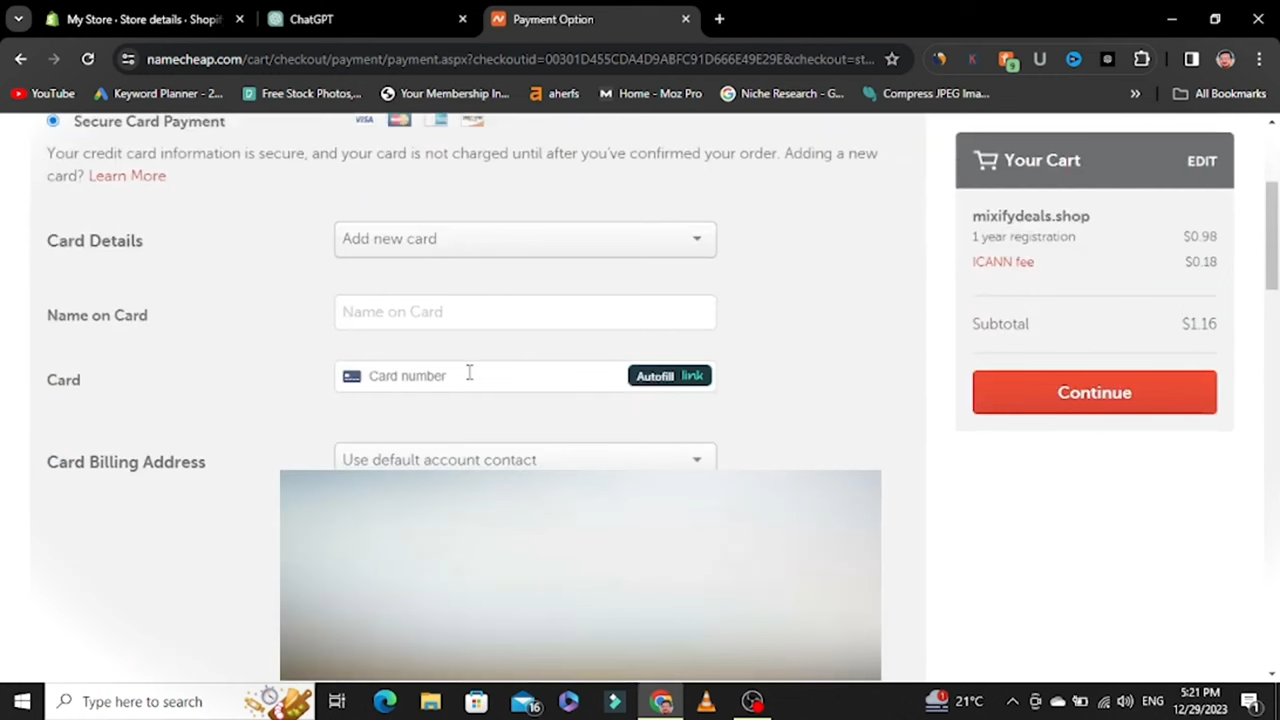 My Store · Store details · Shopif
ChatGPT
Payment Option
namecheap.com/cart/checkout/payment/payment.aspx?checkoutid=00301D455CDA4D9ABFC91D666E49E29E&checkout=st...
9
YouTube
Keyword Planner - 2...
Free Stock Photos,...
Your Membership In...
aherfs
Home - Moz Pro
Niche Research - G...
Compress JPEG Ima...
»
All Bookmarks
Secure Card Payment
VISA
Your credit card information is secure, and your card is not charged until after you've confirmed your order. Adding a new
card? Learn More
Card Details
Add new card
Name on Card
Name on Card
Card
Card number
Autofill link
Card Billing Address
Use default account contact
Your Cart
EDIT
mixifydeals.shop
1 year registration
$0.98
ICANN fee
$0.18
Subtotal
$1.16
Continue
Type here to search
16
1
21°C
ENG
5:21 PM
12/29/2023
1